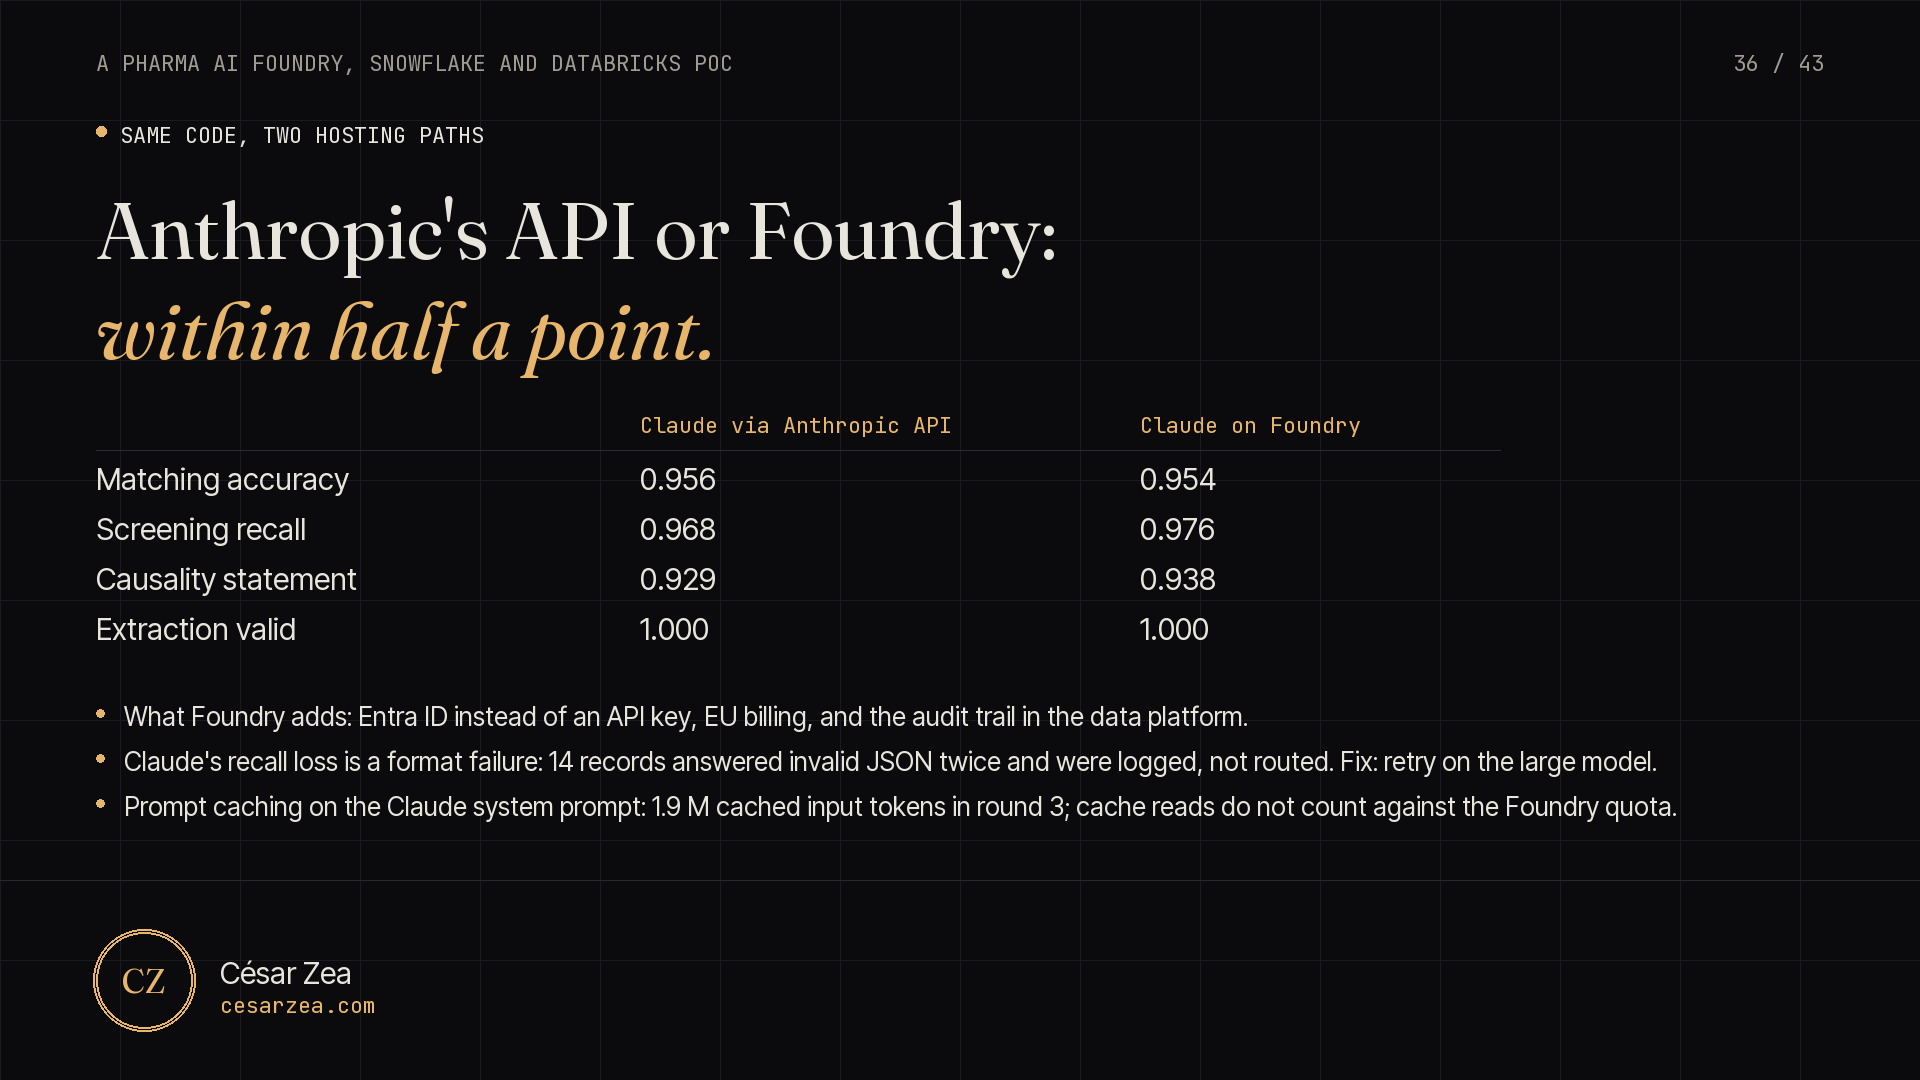 A PHARMA AI FOUNDRY, SNOWFLAKE AND DATABRICKS POC
36 / 43
SAME CODE, TWO HOSTING PATHS
Anthropic's API or Foundry:
within half a point.
Claude via Anthropic API Claude on Foundry
Matching accuracy 0.956 0.954
Screening recall 0.968 0.976
Causality statement 0.929 0.938
Extraction valid 1.000 1.000
What Foundry adds: Entra ID instead of an API key, EU billing, and the audit trail in the data platform.
Claude's recall loss is a format failure: 14 records answered invalid JSON twice and were logged, not routed. Fix: retry on the large model.
Prompt caching on the Claude system prompt: 1.9 M cached input tokens in round 3; cache reads do not count against the Foundry quota.
CZ
César Zea
cesarzea.com